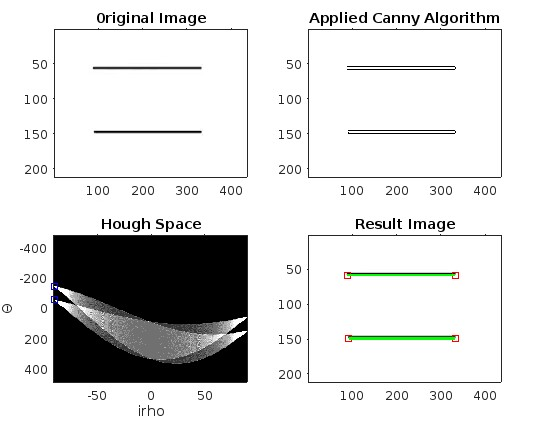 0riginal Image
Applied Canny Algorithm
50
100
150
200
100 200 300 400
50
100
150
200
100 200 300 400
Hough Space
Result Image
-400
-200
0
200
400
Θ
-50 0 50
irho
50
100
150
200
100 200 300 400